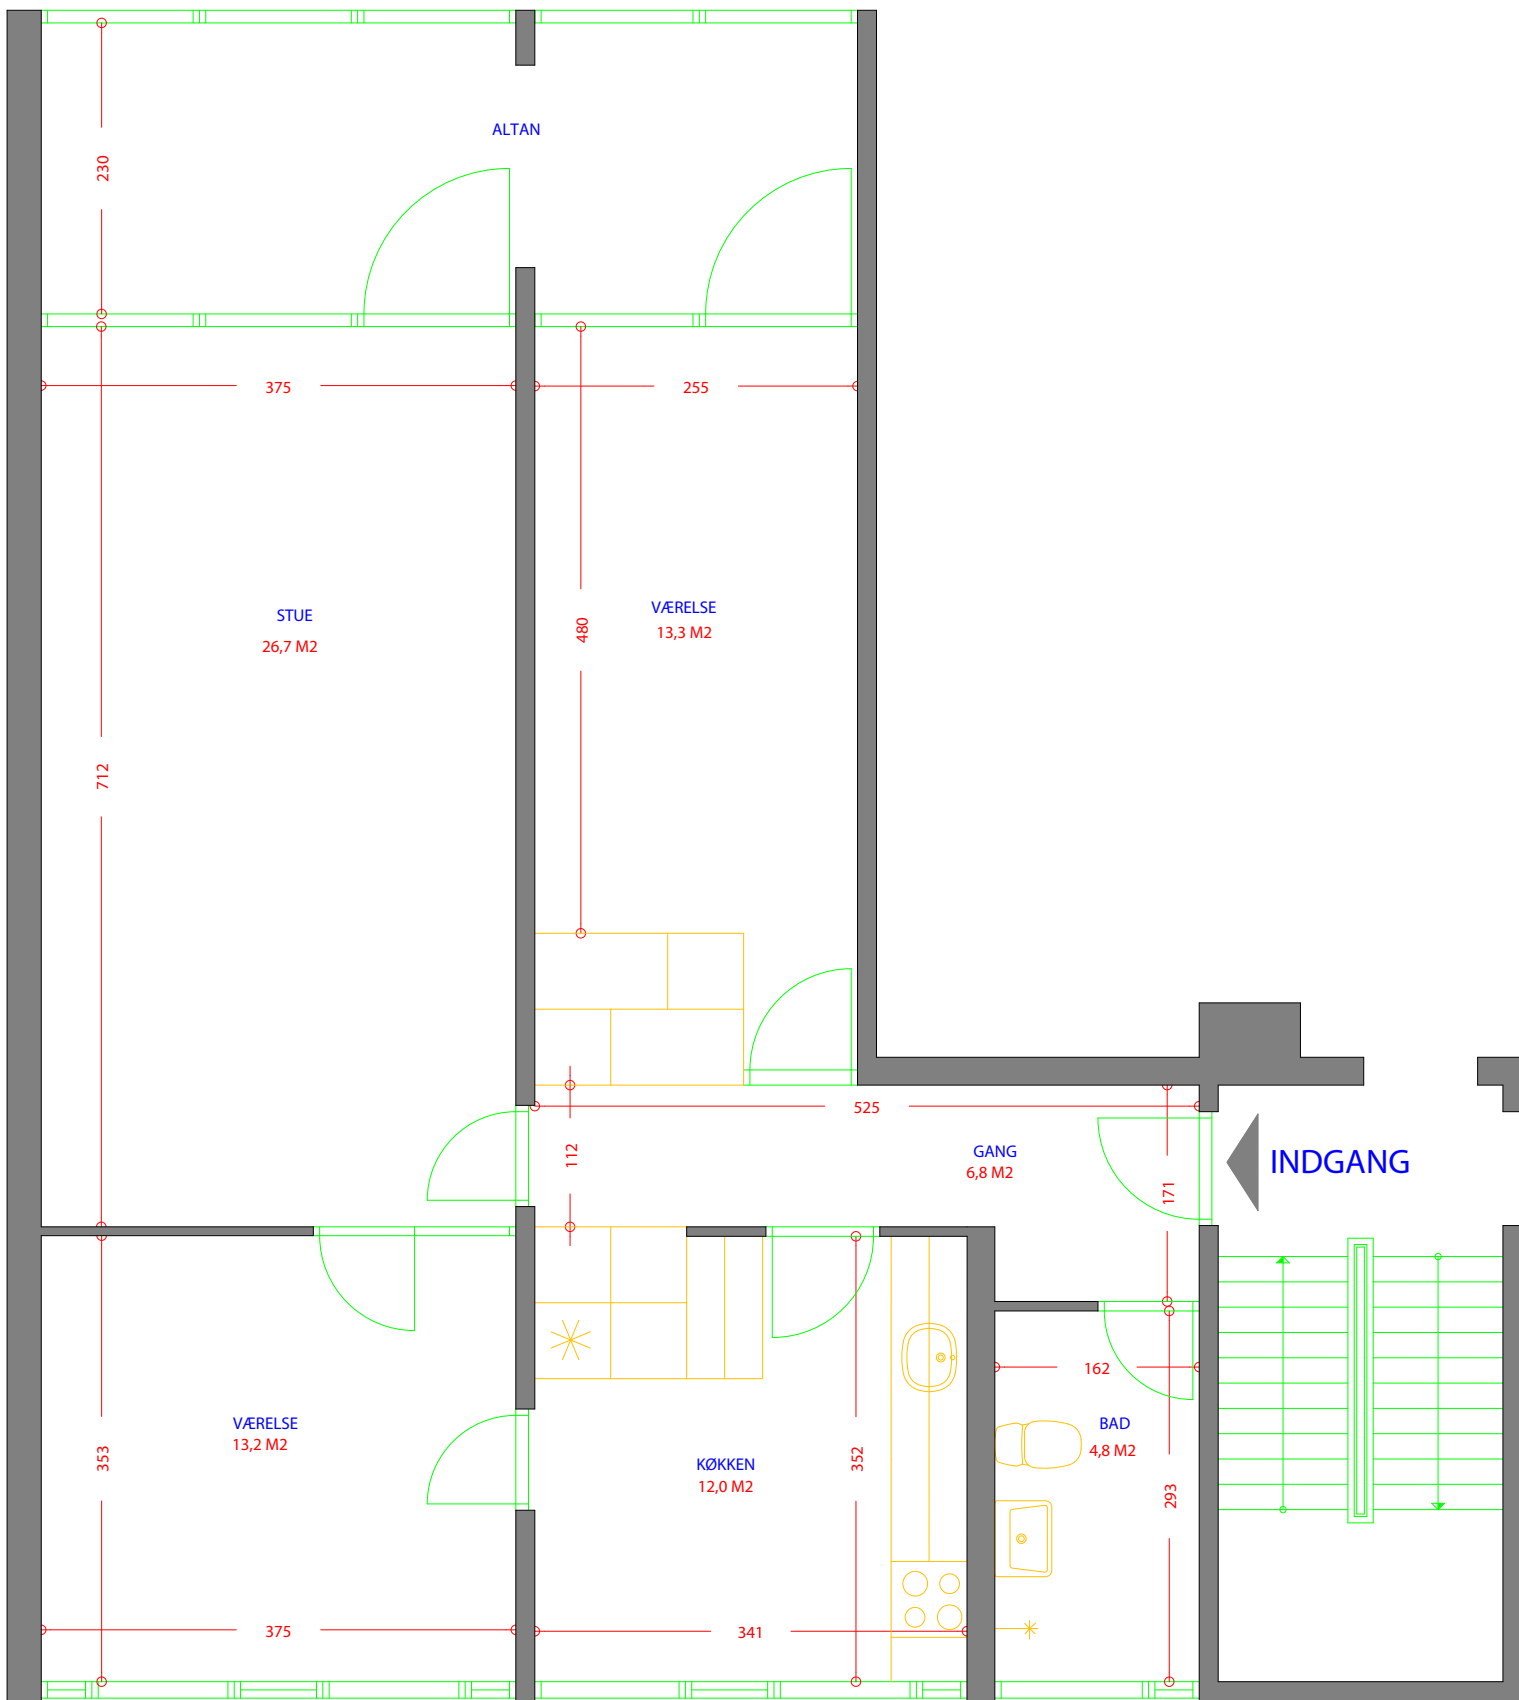 ALTAN
230
375
255
STUE
26,7 M2
VÆRELSE
13,3 M2
480
712
525
112
GANG
6,8 M2
171
INDGANG
162
VÆRELSE
13,2 M2
353
KØKKEN
12,0 M2
352
BAD
4,8 M2
293
375
341